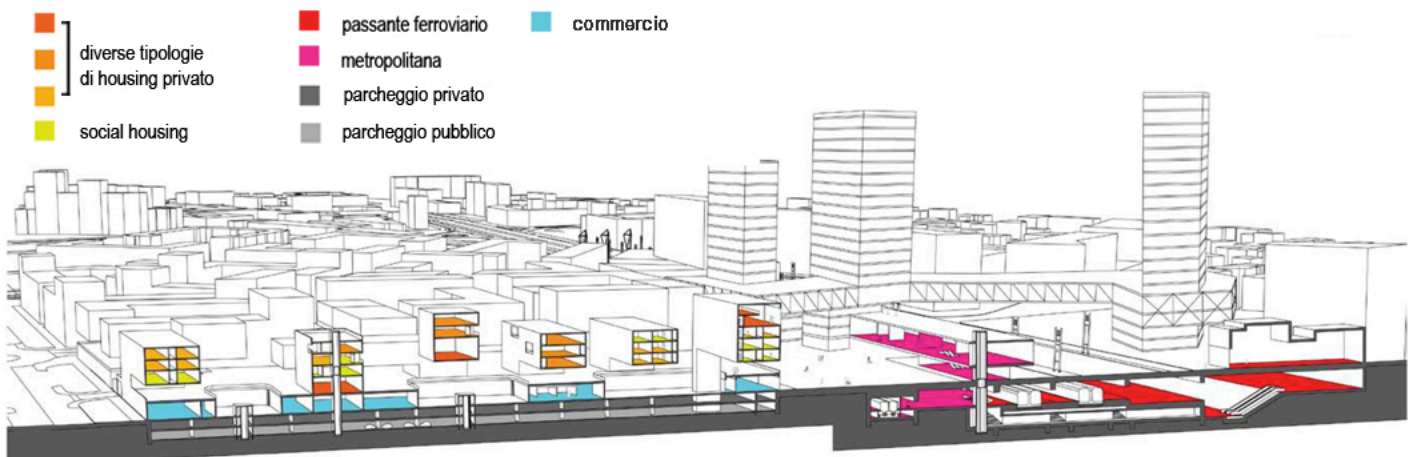 diverse tipologie
di housing privato
social housing
passante ferroviario
metropolitana
parcheggio privato
parcheggio pubblico
commercio